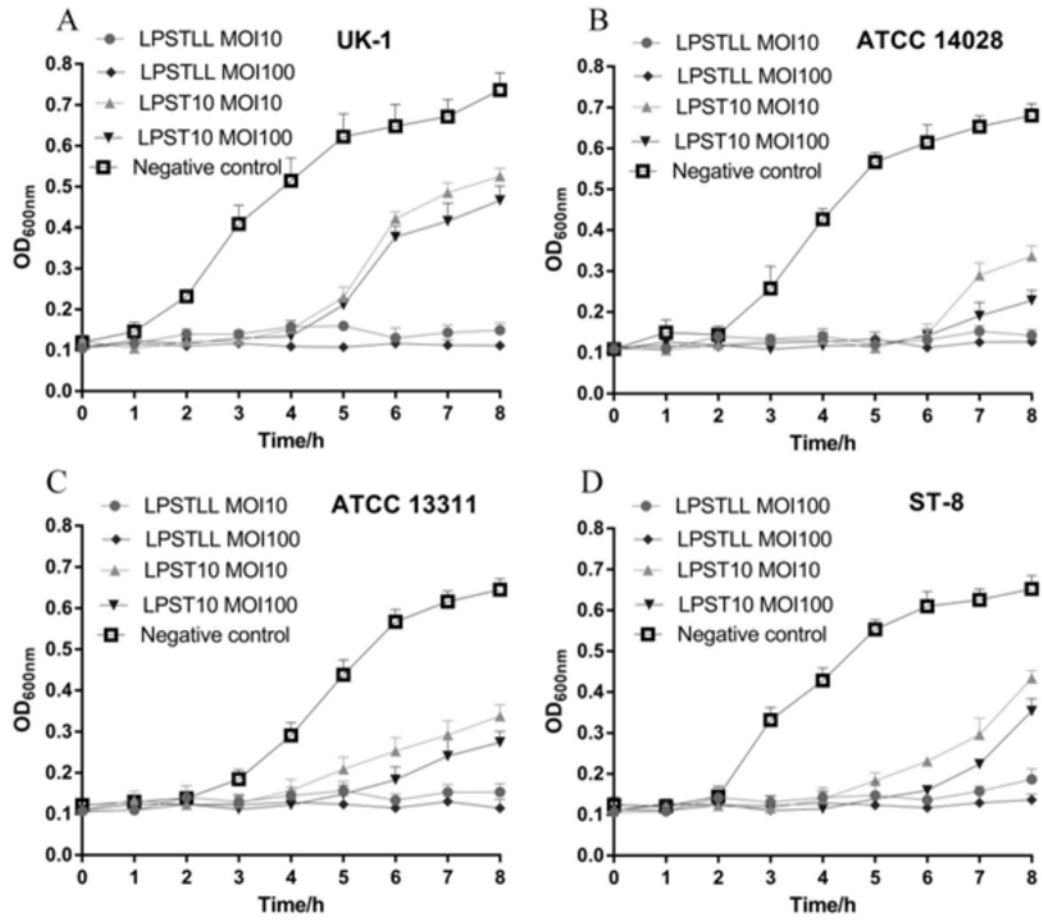 A
UK-1
LPSTLL MOI10
LPSTLL MOI100
LPST10 MOI10
LPST10 MOI100
Negative control
OD600nm
0.8
0.7
0.6
0.5
0.4
0.3
0.2
0.1
0.0
0 1 2 3 4 5 6 7 8
Time/h
B
ATCC 14028
LPSTLL MOI10
LPSTLL MOI100
LPST10 MOI10
LPST10 MOI100
Negative control
OD600nm
0.8
0.7
0.6
0.5
0.4
0.3
0.2
0.1
0.0
0 1 2 3 4 5 6 7 8
Time/h
C
ATCC 13311
LPSTLL MOI10
LPSTLL MOI100
LPST10 MOI10
LPST10 MOI100
Negative control
OD600nm
0.8
0.7
0.6
0.5
0.4
0.3
0.2
0.1
0.0
0 1 2 3 4 5 6 7 8
Time/h
D
ST-8
LPSTLL MOI100
LPSTLL MOI100
LPST10 MOI10
LPST10 MOI100
Negative control
OD600nm
0.8
0.7
0.6
0.5
0.4
0.3
0.2
0.1
0.0
0 1 2 3 4 5 6 7 8
Time/h